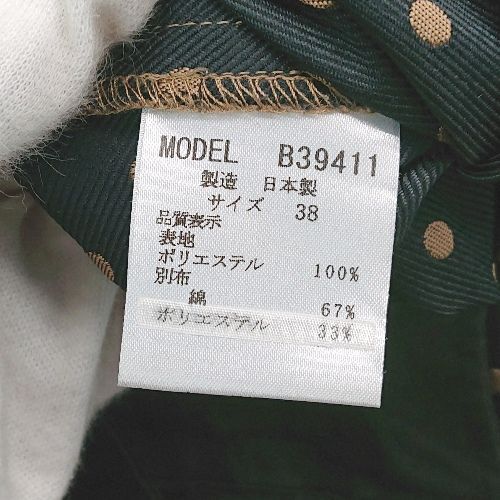 MODEL B39411
製造 日本製
サイズ 38
品質表示
表地
ポリエステル 100%
別布
綿 67%
ポリエステル 33%